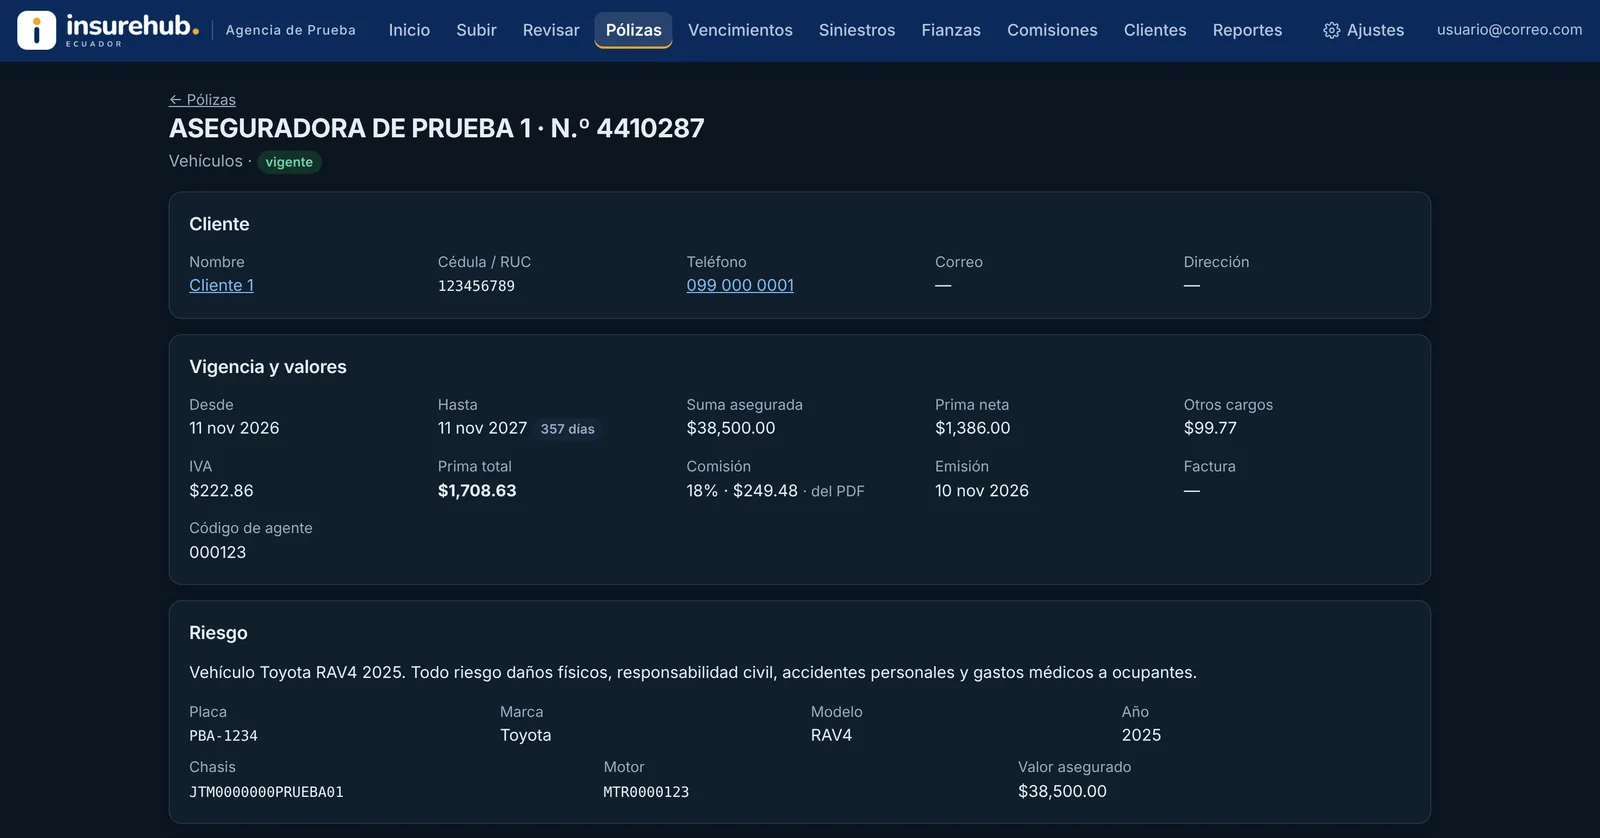 insurehub.
ECUADOR
Agencia de Prueba
Inicio
Subir
Revisar
Pólizas
Vencimientos
Siniestros
Fianzas
Comisiones
Clientes
Reportes
Ajustes
usuario@correo.com
← Pólizas
ASEGURADORA DE PRUEBA 1 · N.º 4410287
Vehículos · vigente
Cliente
Nombre
Cliente 1
Cédula / RUC
123456789
Teléfono
099 000 0001
Correo
—
Dirección
—
Vigencia y valores
Desde
11 nov 2026
Hasta
11 nov 2027 357 días
Suma asegurada
$38,500.00
Prima neta
$1,386.00
Otros cargos
$99.77
IVA
$222.86
Prima total
$1,708.63
Comisión
18% · $249.48 · del PDF
Emisión
10 nov 2026
Factura
—
Código de agente
000123
Riesgo
Vehículo Toyota RAV4 2025. Todo riesgo daños físicos, responsabilidad civil, accidentes personales y gastos médicos a ocupantes.
Placa
PBA-1234
Marca
Toyota
Modelo
RAV4
Año
2025
Chasis
JTM0000000PRUEBA01
Motor
MTR0000123
Valor asegurado
$38,500.00